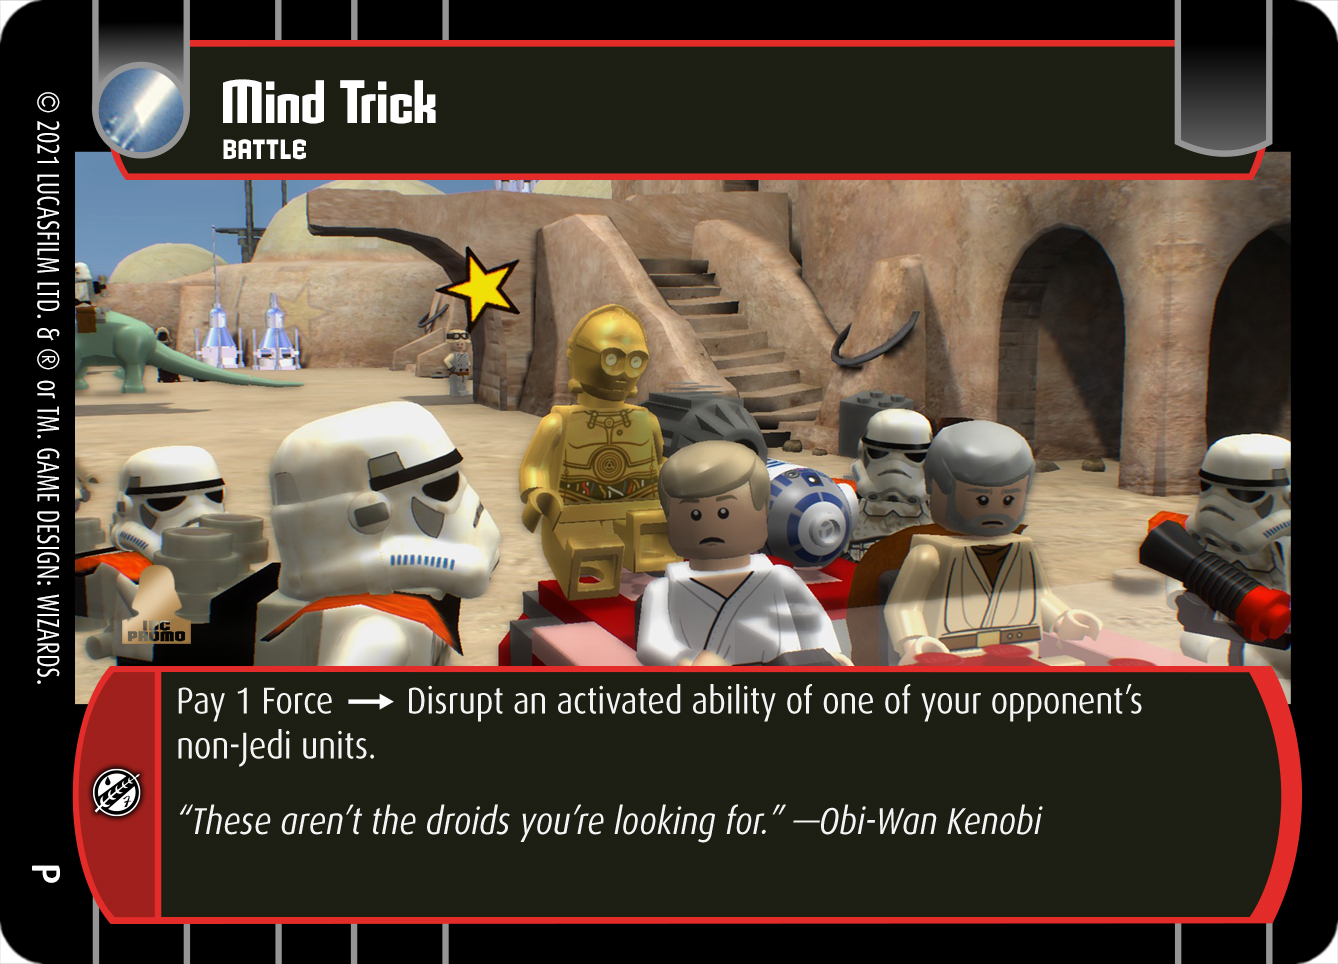 Mind Trick
BATTLE
© 2021 LUCASFILM LTD. & ® or TM. GAME DESIGN: WIZARDS.
PROMO
Pay 1 Force → Disrupt an activated ability of one of your opponent’s
non-Jedi units.
“These aren’t the droids you’re looking for.” —Obi-Wan Kenobi
P